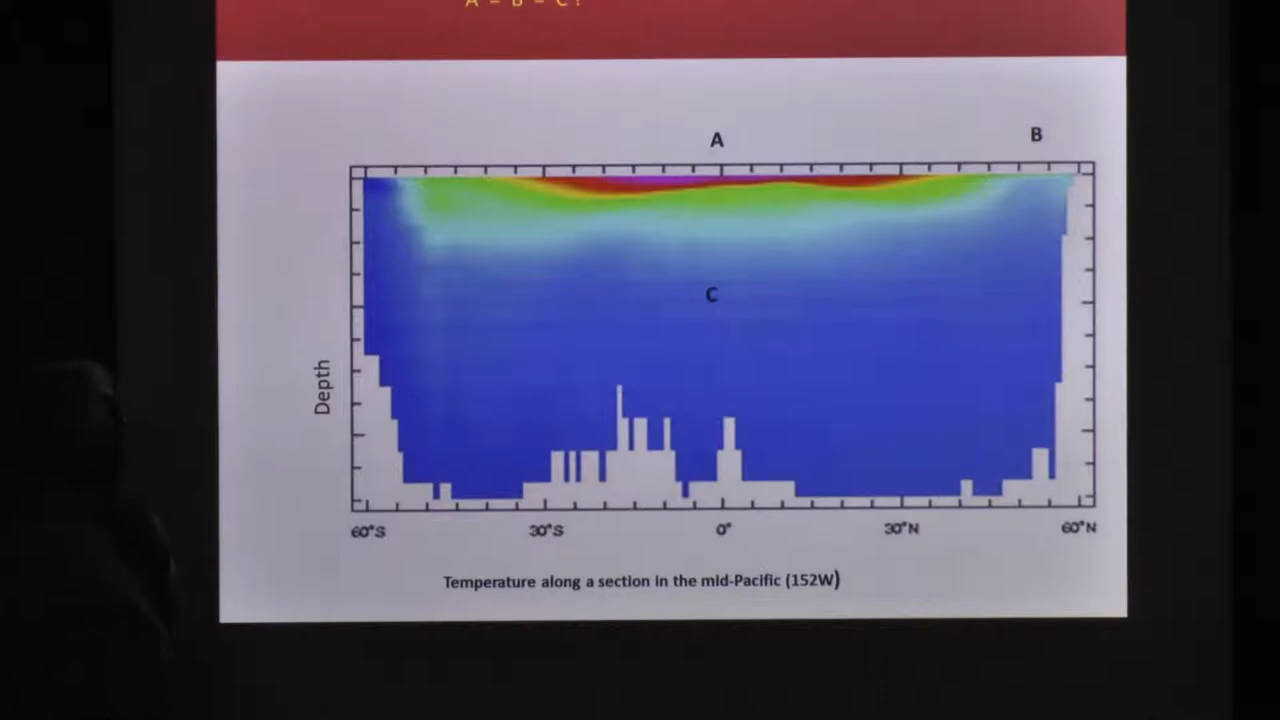 A = B = C ?
A
B
C
Depth
60°S 30°S 0° 30°N 60°N
Temperature along a section in the mid-Pacific (152W)